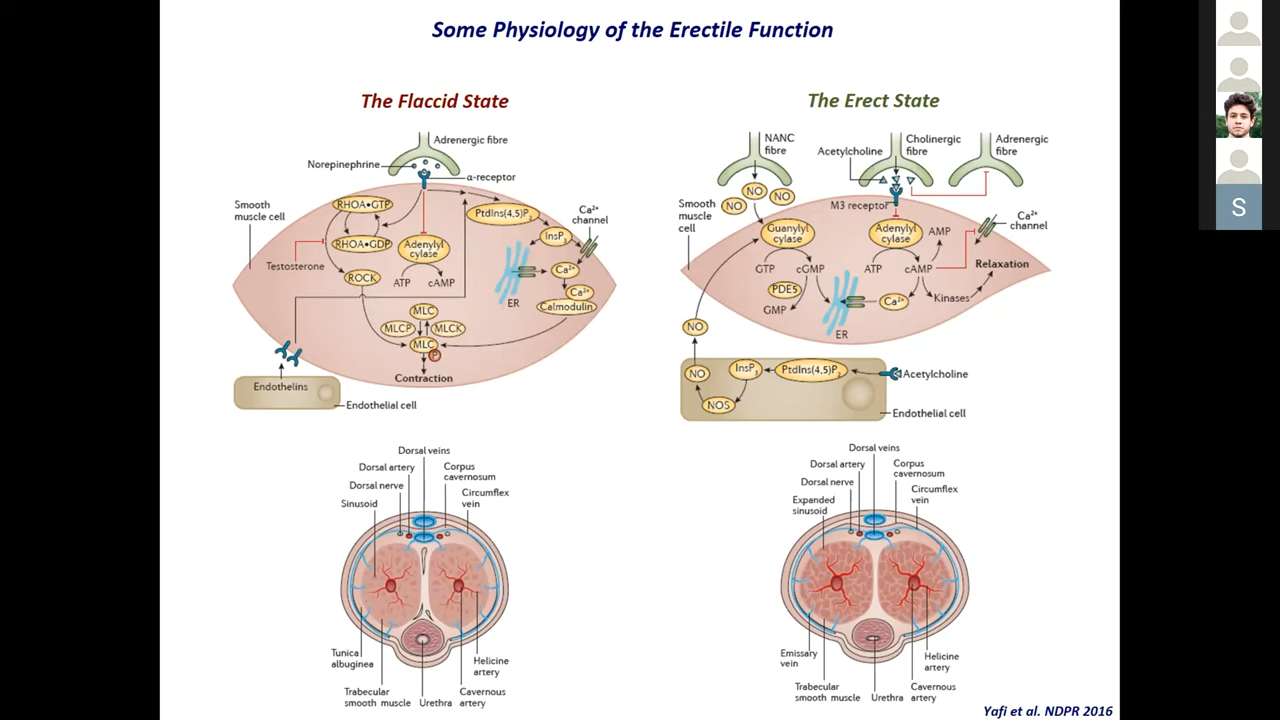 Some Physiology of the Erectile Function
The Flaccid State
Adrenergic fibre
Norepinephrine
α-receptor
Smooth
muscle cell
RHOA•GTP
RHOA•GDP
Testosterone
ROCK
Adenylyl
cylase
ATP
cAMP
PtdIns(4,5)P2
InsP3
Ca2+
channel
Ca2+
ER
Ca2+
Calmodulin
MLC
MLCP
MLCK
MLC
P
Contraction
Endothelins
Endothelial cell
Dorsal veins
Dorsal artery
Corpus
cavernosum
Dorsal nerve
Circumflex
vein
Sinusoid
Tunica
albuginea
Helicine
artery
Trabecular
smooth muscle
Urethra
Cavernous
artery
The Erect State
NANC
fibre
Cholinergic
fibre
Adrenergic
fibre
Acetylcholine
NO
NO
NO
M3 receptor
Smooth
muscle
cell
Guanylyl
cylase
Adenylyl
cylase
AMP
Ca2+
channel
GTP
cGMP
ATP
cAMP
Relaxation
PDE5
GMP
Ca2+
Kinases
ER
NO
NO
InsP3
PtdIns(4,5)P2
Acetylcholine
NOS
Endothelial cell
Dorsal veins
Dorsal artery
Corpus
cavernosum
Dorsal nerve
Circumflex
vein
Expanded
sinusoid
Emissary
vein
Helicine
artery
Trabecular
smooth muscle
Urethra
Cavernous
artery
Yafi et al. NDPR 2016
S